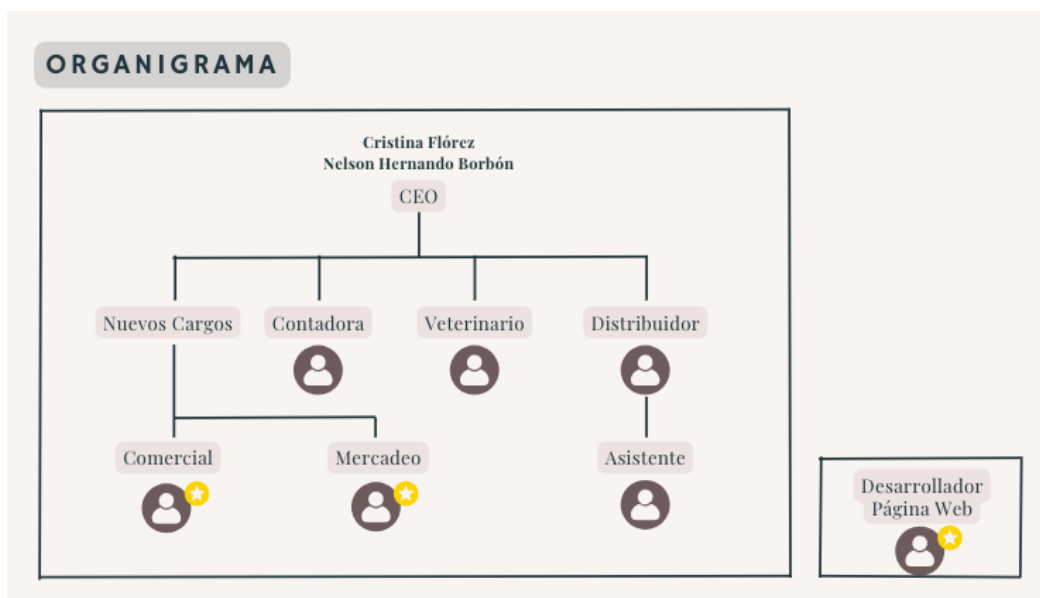 ORGANIGRAMA
Cristina Flórez
Nelson Hernando Borbón
CEO
Nuevos Cargos
Contadora
Veterinario
Distribuidor
Comercial
Mercadeo
Asistente
Desarrollador
Página Web